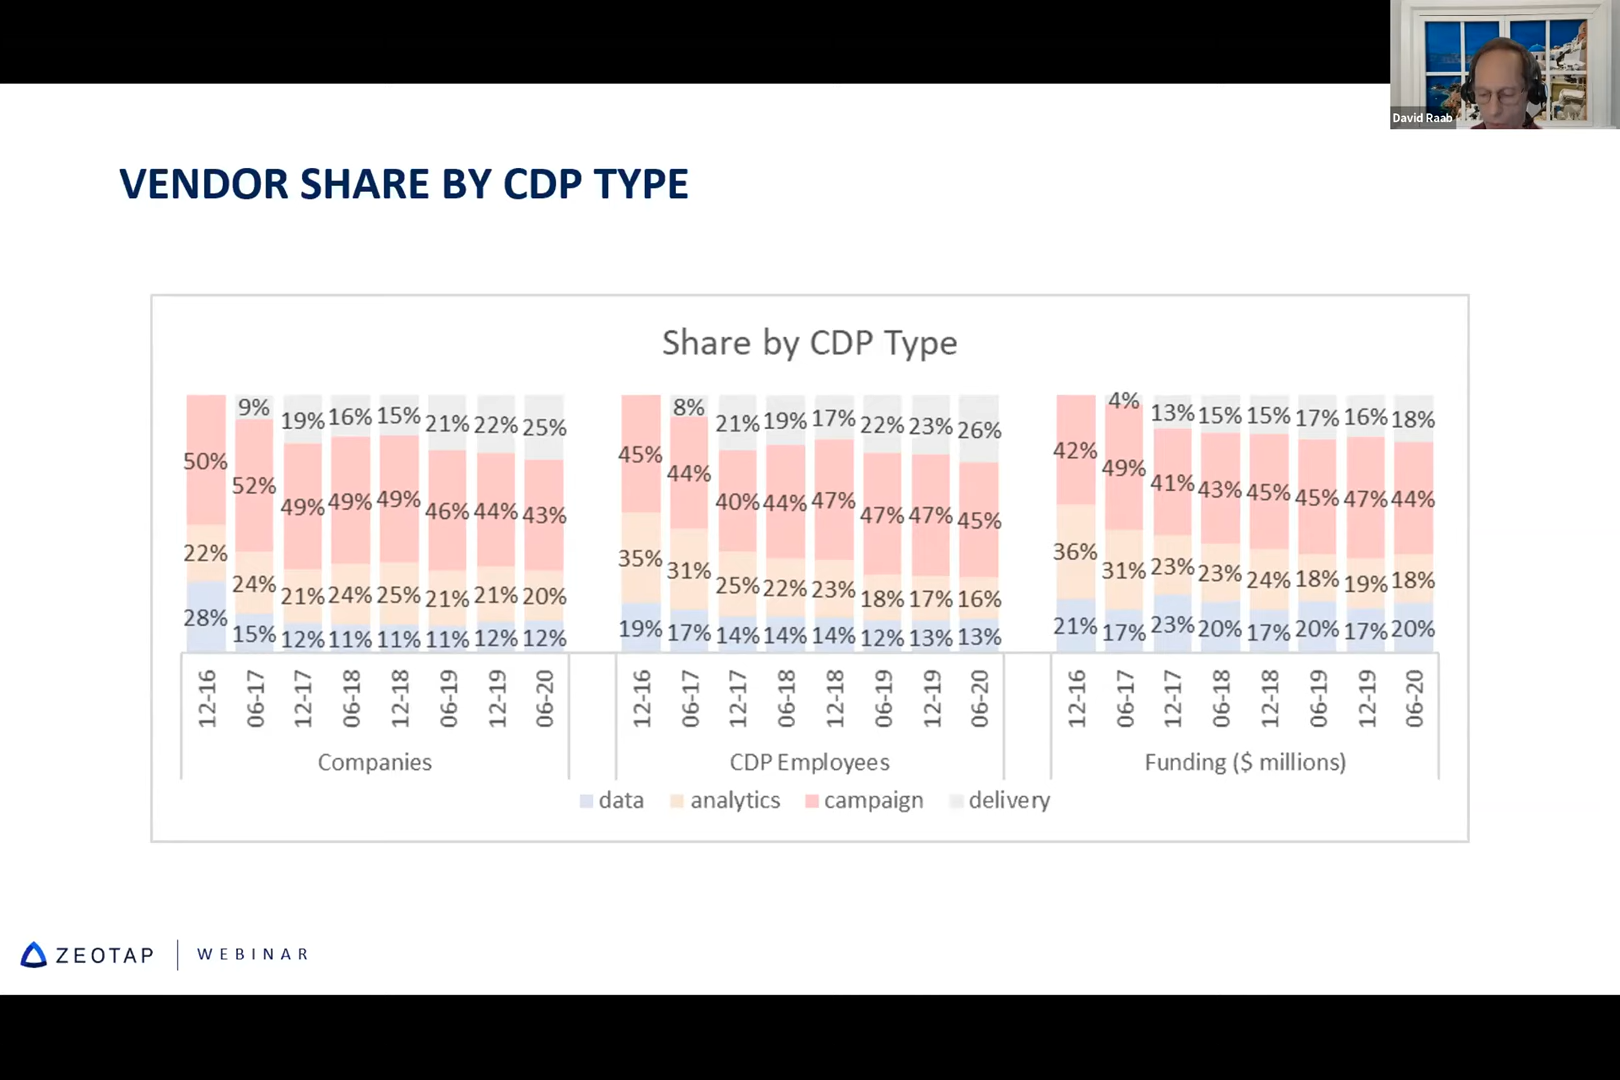 David Raab
VENDOR SHARE BY CDP TYPE
Share by CDP Type
9% 19% 16% 15% 21% 22% 25%
50% 52% 49% 49% 49% 46% 44% 43%
22% 24% 21% 24% 25% 21% 21% 20%
28% 15% 12% 11% 11% 11% 12% 12%
12-16 06-17 12-17 06-18 12-18 06-19 12-19 06-20
Companies
8% 21% 19% 17% 22% 23% 26%
45% 44% 40% 44% 47% 47% 47% 45%
35% 31% 25% 22% 23% 18% 17% 16%
19% 17% 14% 14% 14% 12% 13% 13%
12-16 06-17 12-17 06-18 12-18 06-19 12-19 06-20
CDP Employees
4% 13% 15% 15% 17% 16% 18%
42% 49% 41% 43% 45% 45% 47% 44%
36% 31% 23% 23% 24% 18% 19% 18%
21% 17% 23% 20% 17% 20% 17% 20%
12-16 06-17 12-17 06-18 12-18 06-19 12-19 06-20
Funding ($ millions)
data analytics campaign delivery
ZEOTAP WEBINAR